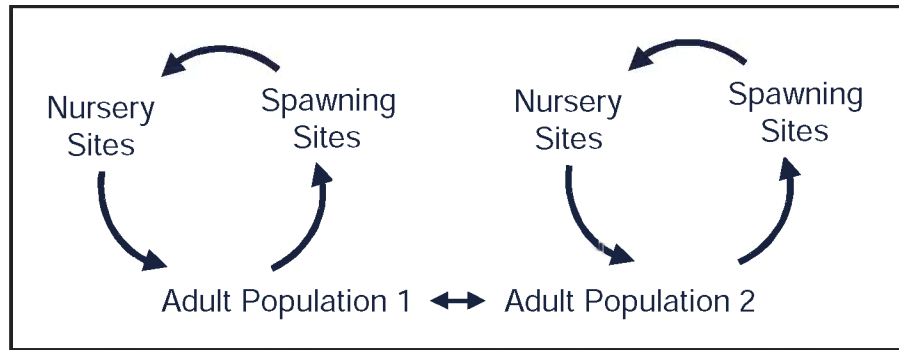 Nursery
Sites
Spawning
Sites
Nursery
Sites
Spawning
Sites
Adult Population 1
Adult Population 2